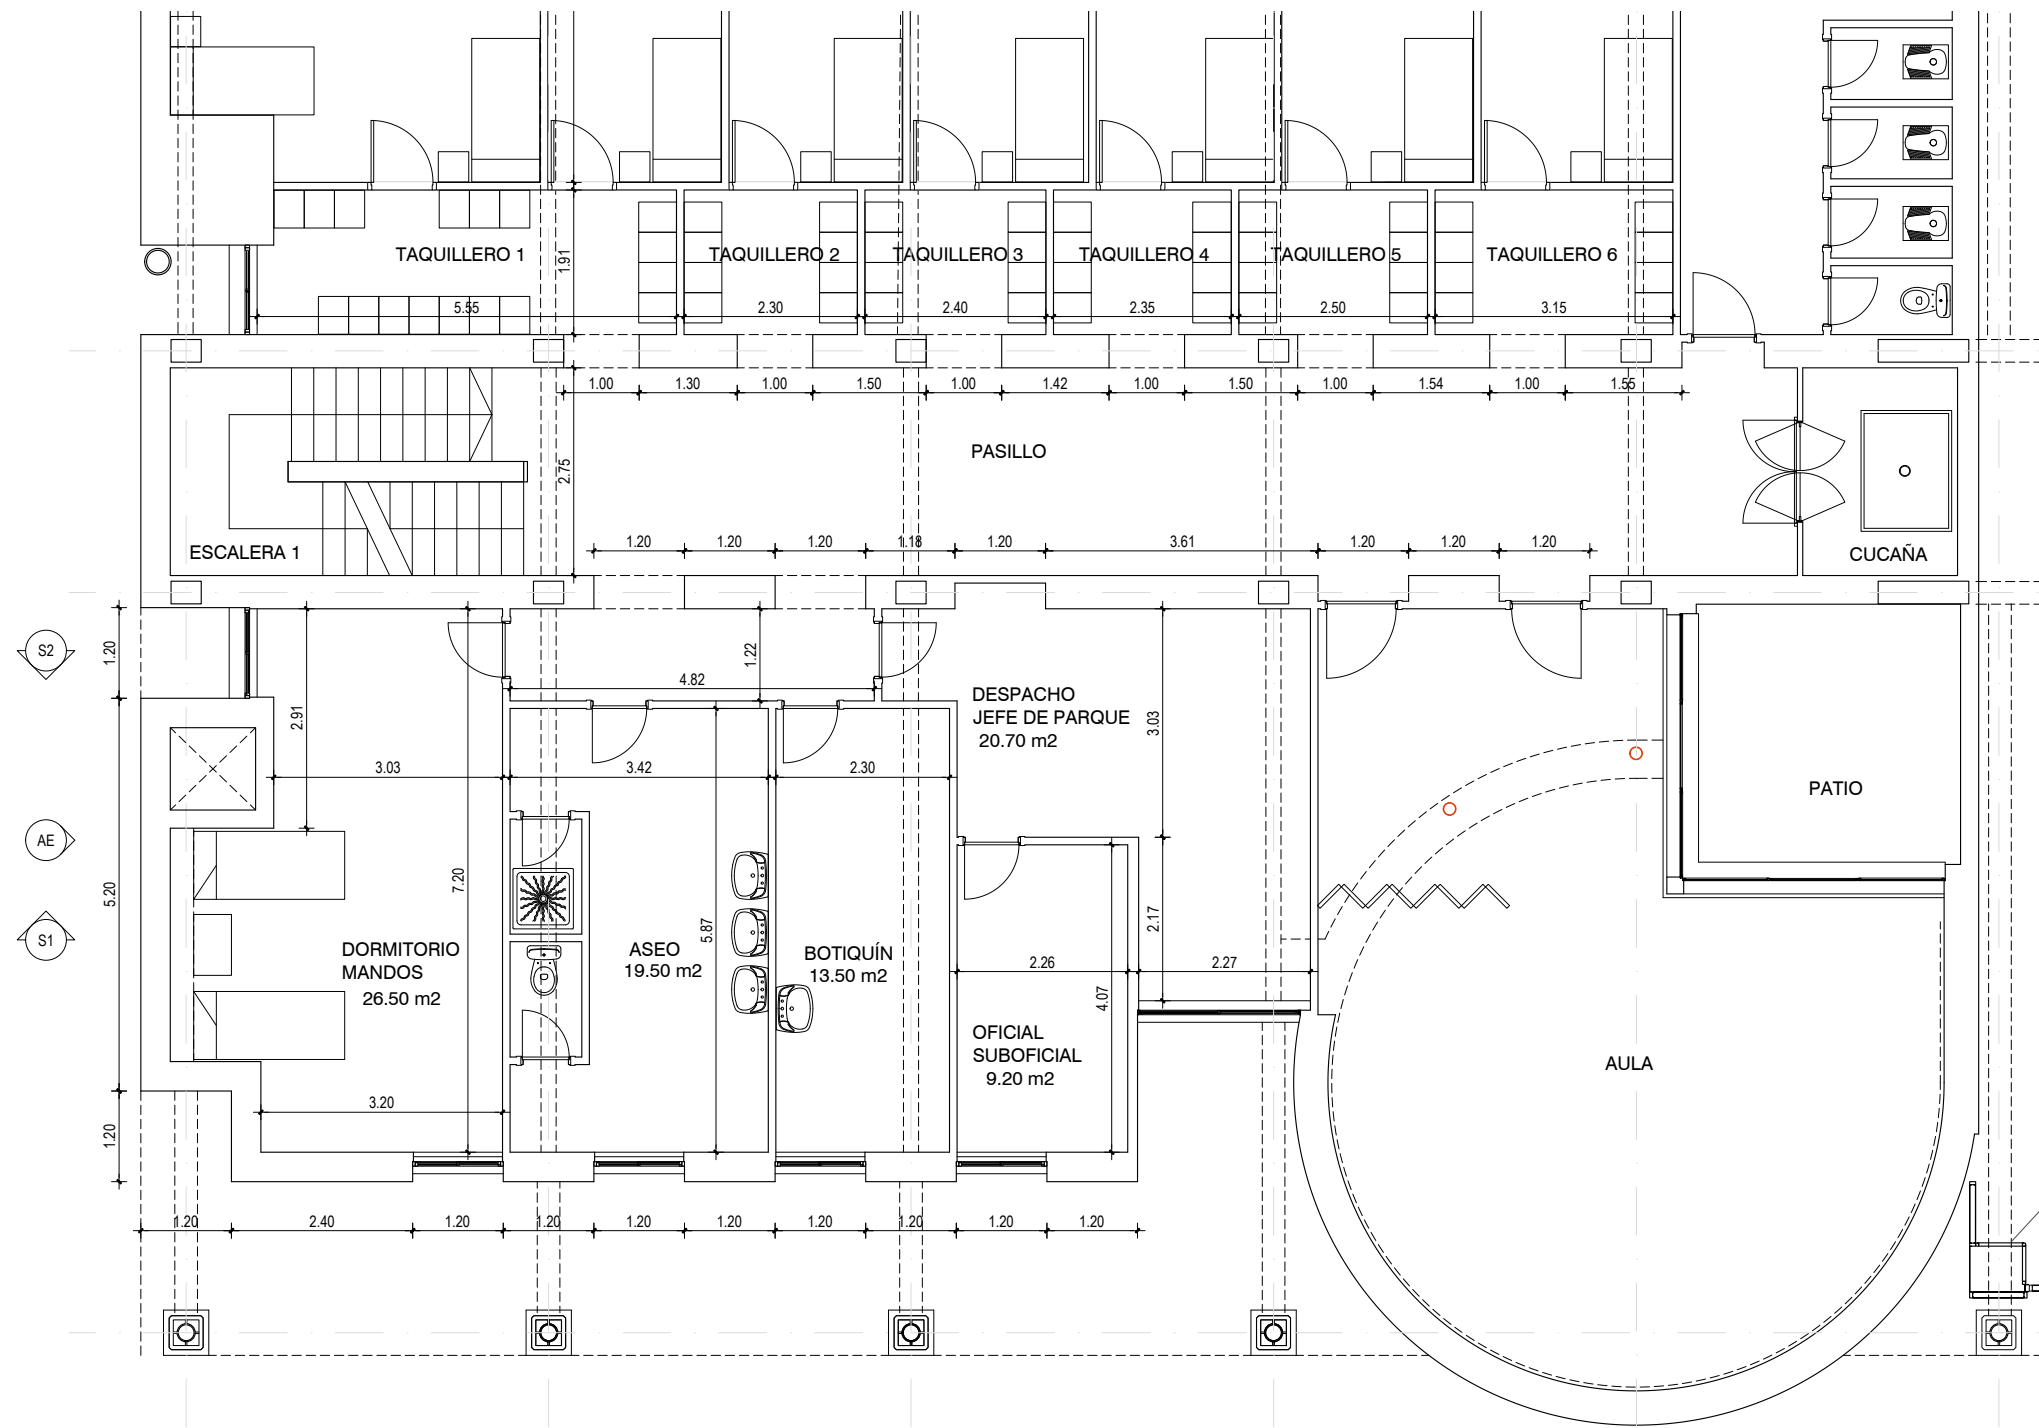 TAQUILLERO 1
TAQUILLERO 2
TAQUILLERO 3
TAQUILLERO 4
TAQUILLERO 5
TAQUILLERO 6
1.91
5.55
2.30
2.40
2.35
2.50
3.15
1.00
1.30
1.00
1.50
1.00
1.42
1.00
1.50
1.00
1.54
1.00
1.55
PASILLO
2.75
ESCALERA 1
CUCAÑA
1.20
1.20
1.20
1.18
1.20
3.61
1.20
1.20
1.20
S2
1.20
1.22
4.82
2.91
DESPACHO
JEFE DE PARQUE
20.70 m2
3.03
3.03
3.42
2.30
PATIO
AE
5.20
7.20
5.87
2.17
S1
DORMITORIO
MANDOS
26.50 m2
ASEO
19.50 m2
BOTIQUÍN
13.50 m2
2.26
2.27
4.07
OFICIAL
SUBOFICIAL
9.20 m2
AULA
3.20
1.20
1.20
2.40
1.20
1.20
1.20
1.20
1.20
1.20
1.20
1.20